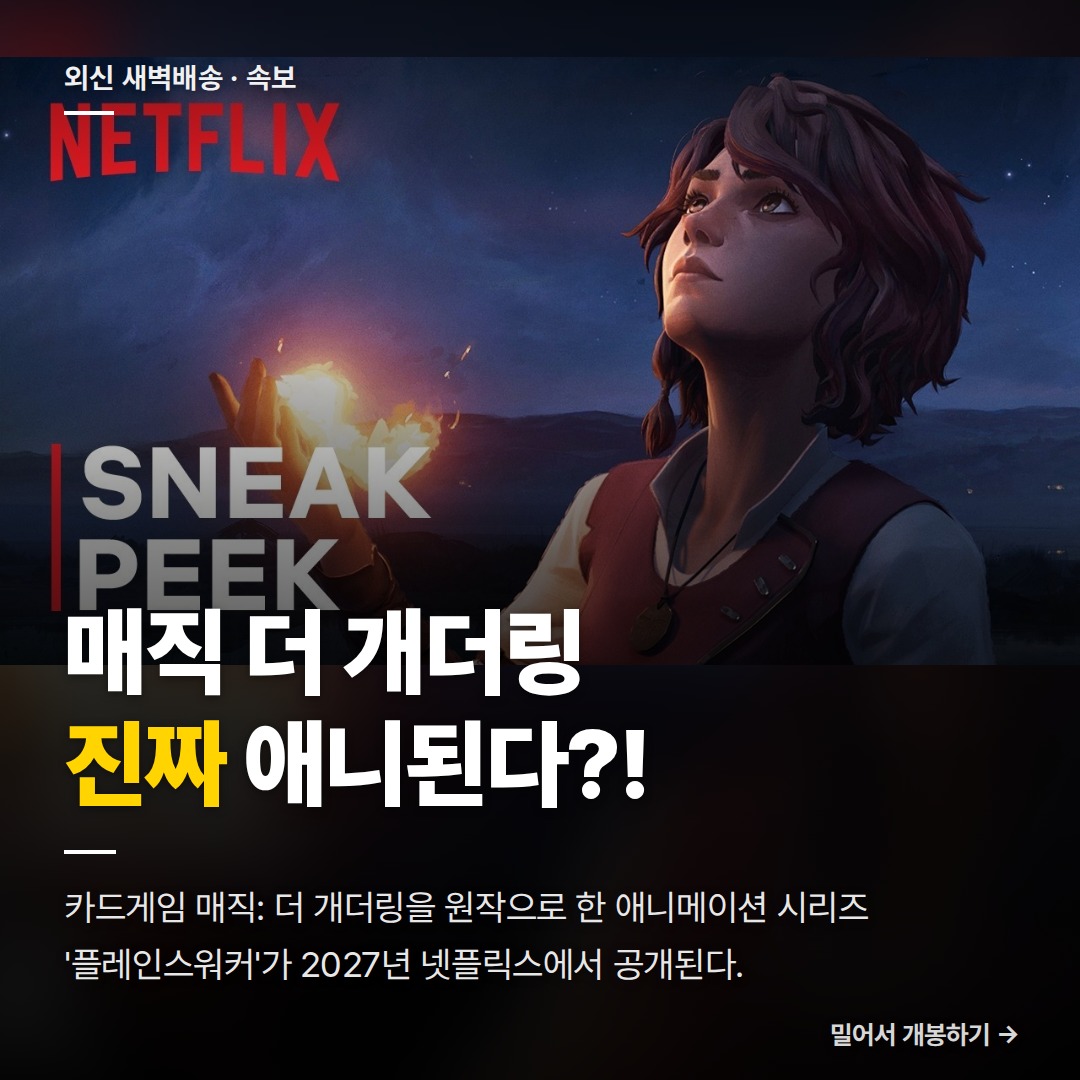 외신 새벽배송 · 속보
NETFLIX
SNEAK
PEEK
매직 더 개더링
진짜 애니된다?!
카드게임 매직: 더 개더링을 원작으로 한 애니메이션 시리즈
'플레인스워커'가 2027년 넷플릭스에서 공개된다.
밀어서 개봉하기 →